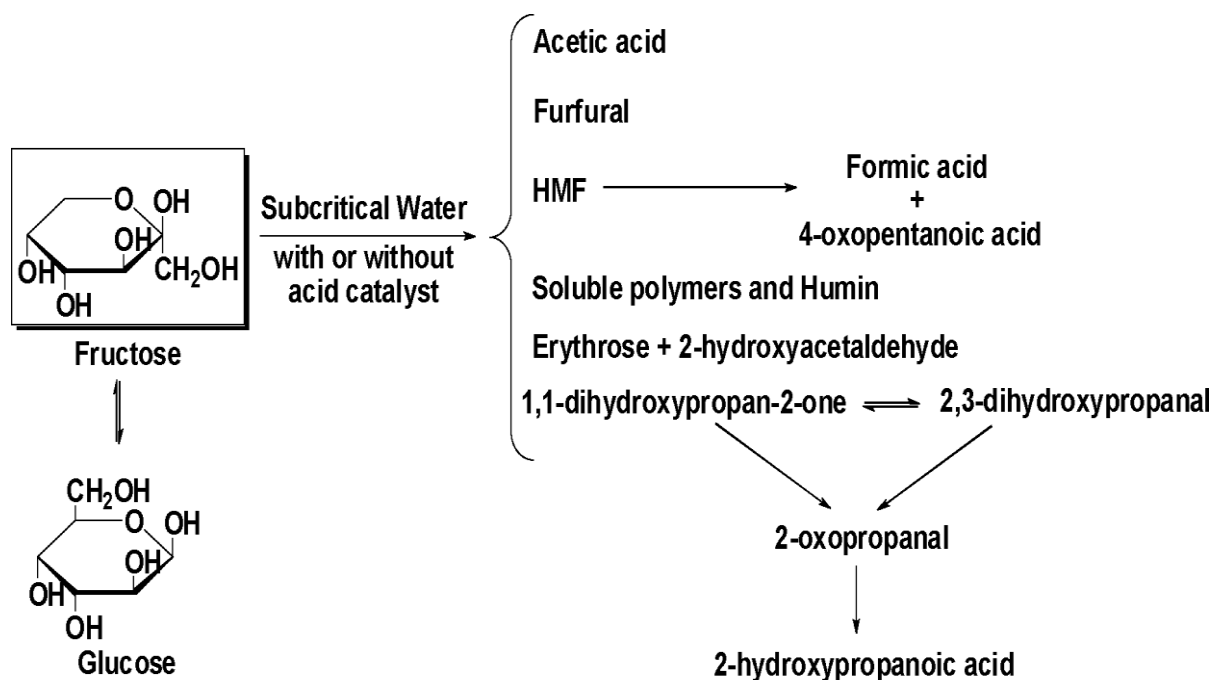 Acetic acid
Furfural
HMF
Formic acid
+
4-oxopentanoic acid
Subcritical Water
with or without
acid catalyst
O OH
OH
CH₂OH
OH
OH
Fructose
Soluble polymers and Humin
Erythrose + 2-hydroxyacetaldehyde
1,1-dihydroxypropan-2-one
2,3-dihydroxypropanal
CH₂OH
O OH
OH
OH
OH
Glucose
2-oxopropanal
2-hydroxypropanoic acid